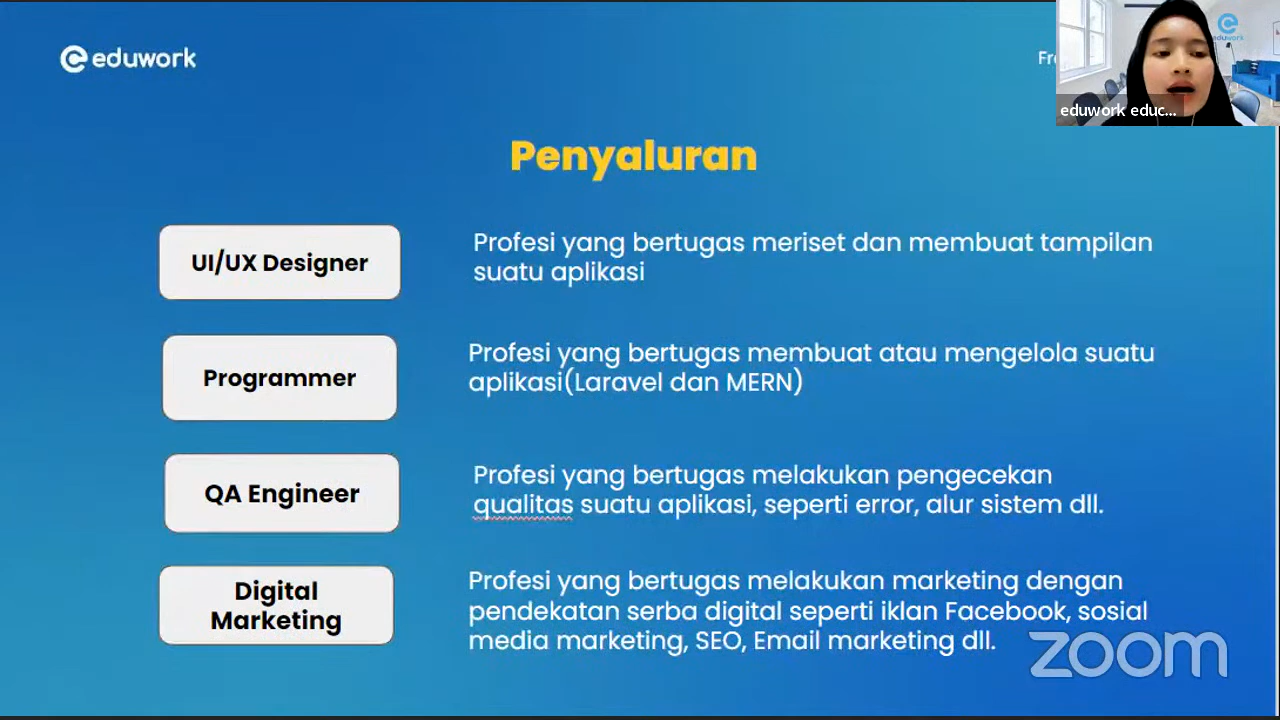 eduwork
eduwork
eduwork educ...
Penyaluran
UI/UX Designer
Profesi yang bertugas meriset dan membuat tampilan
suatu aplikasi
Programmer
Profesi yang bertugas membuat atau mengelola suatu
aplikasi(Laravel dan MERN)
QA Engineer
Profesi yang bertugas melakukan pengecekan
qualitas suatu aplikasi, seperti error, alur sistem dll.
Digital
Marketing
Profesi yang bertugas melakukan marketing dengan
pendekatan serba digital seperti iklan Facebook, sosial
media marketing, SEO, Email marketing dll.
zoom